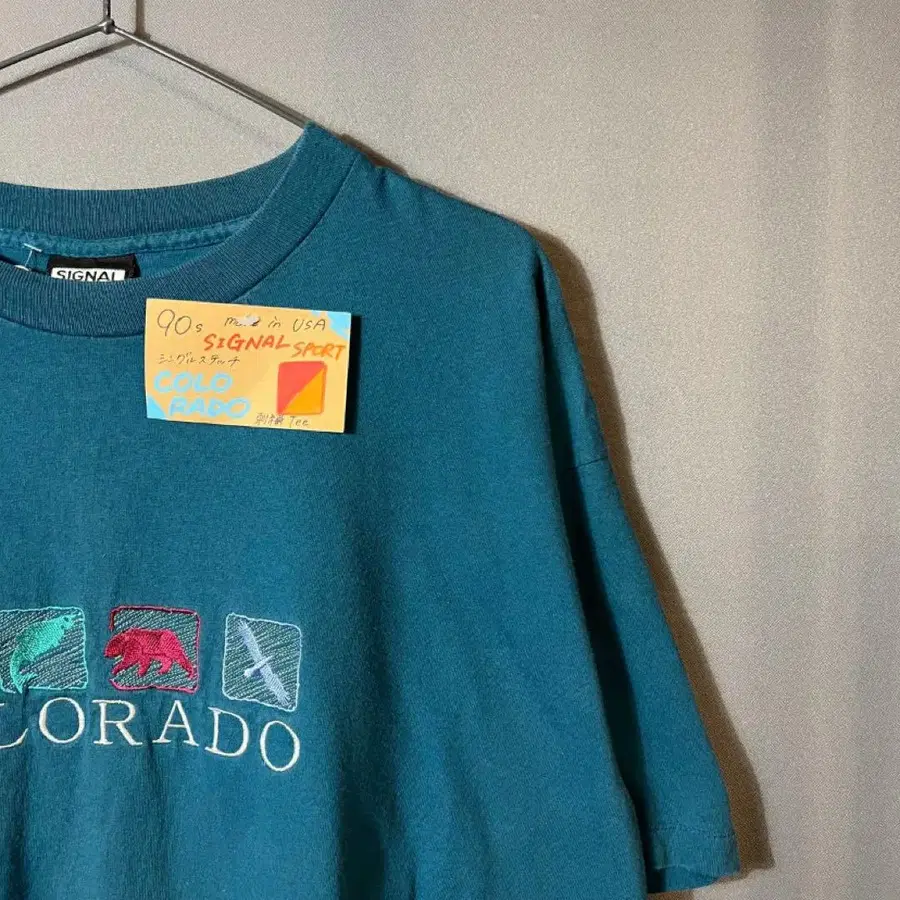 SIGNAL
90s made in USA
SIGNAL SPORT
シングルステッチ
COLO
RADO
刺繍 Tee
LORADO